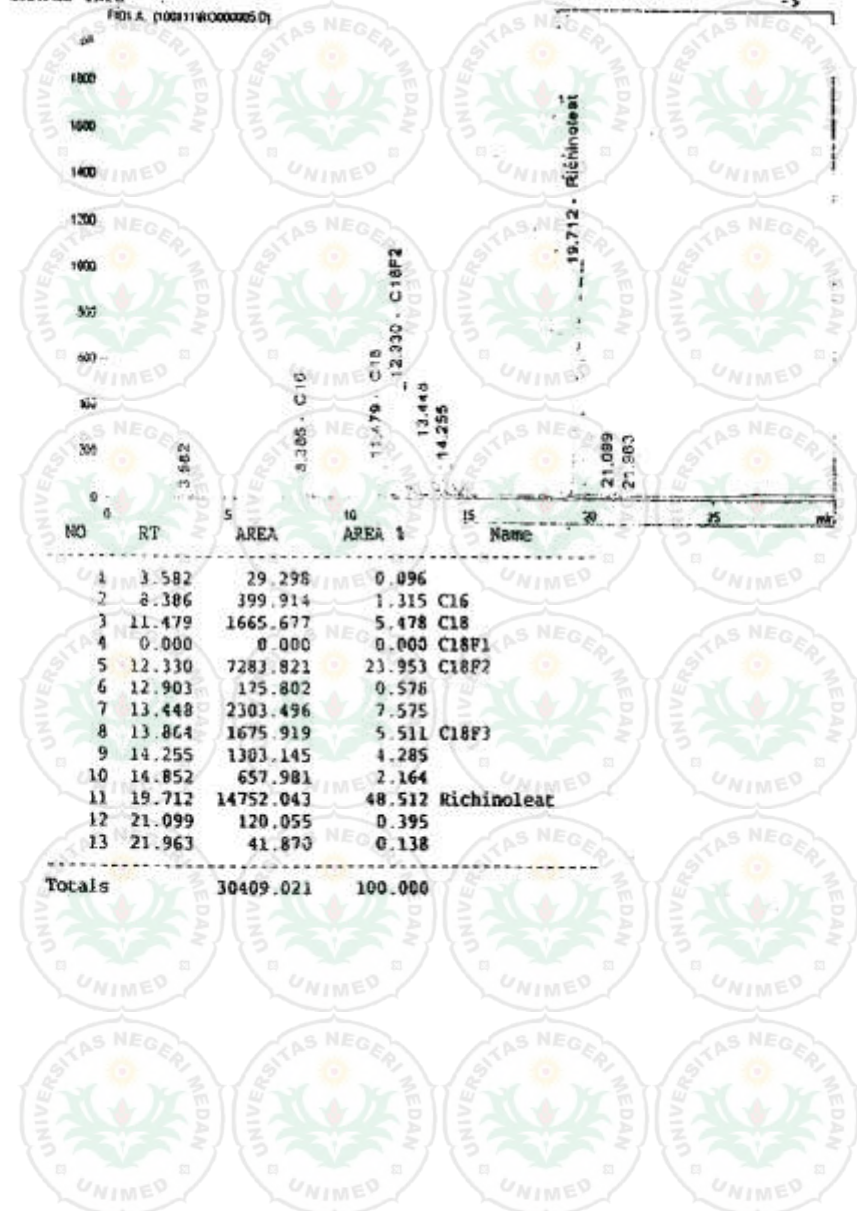 FID1 A,
1800
1600
1400
1200
1000
800
600
400
200
0
0 5 10 15 20 25
3.582
8.386 - C16
11.479 - C18
12.330 - C18F2
13.448
14.255
19.712 - Richinoleat
21.099
21.963
NO RT AREA AREA % Name
1 3.582 29.298 0.096
2 8.386 399.914 1.315 C16
3 11.479 1665.677 5.478 C18
4 0.000 0.000 0.000 C18F1
5 12.330 7283.821 23.953 C18F2
6 12.903 175.802 0.578
7 13.448 2303.496 7.575
8 13.864 1675.919 5.511 C18F3
9 14.255 1303.145 4.285
10 14.852 657.981 2.164
11 19.712 14752.043 48.512 Richinoleat
12 21.099 120.055 0.395
13 21.963 41.870 0.138
Totals 30409.021 100.000
UNIVERSITAS NEGERI MEDAN
UNIMED